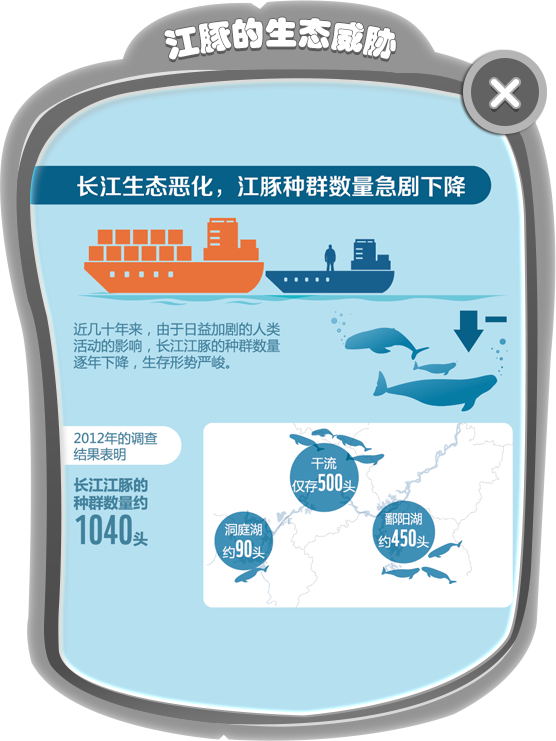 江豚的生态威胁
长江生态恶化，江豚种群数量急剧下降
近几十年来，由于日益加剧的人类
活动的影响，长江江豚的种群数量
逐年下降，生存形势严峻。
2012年的调查
结果表明
长江江豚的
种群数量约
1040头
干流
仅存500头
洞庭湖
约90头
鄱阳湖
约450头